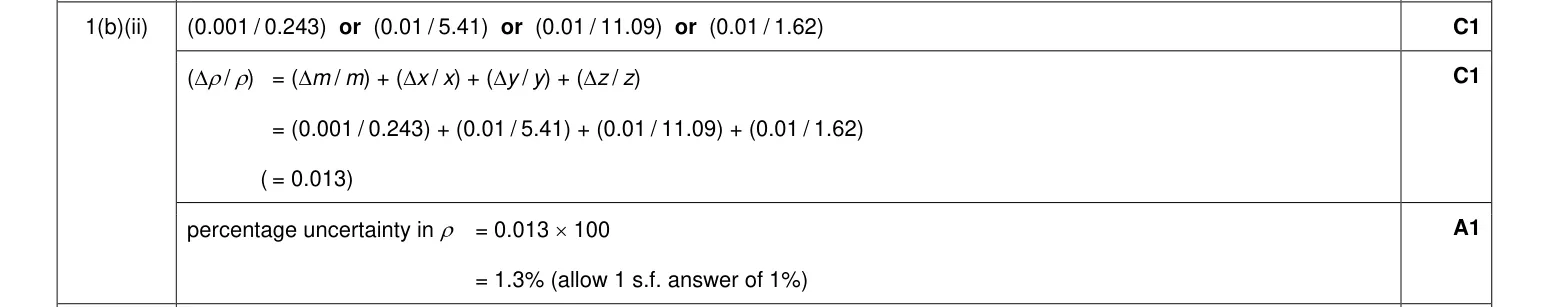 1(b)(ii) (0.001 / 0.243) or (0.01 / 5.41) or (0.01 / 11.09) or (0.01 / 1.62) C1
(Δρ / ρ) = (Δm / m) + (Δx / x) + (Δy / y) + (Δz / z) C1
= (0.001 / 0.243) + (0.01 / 5.41) + (0.01 / 11.09) + (0.01 / 1.62)
( = 0.013)
percentage uncertainty in ρ = 0.013 × 100 A1
= 1.3% (allow 1 s.f. answer of 1%)